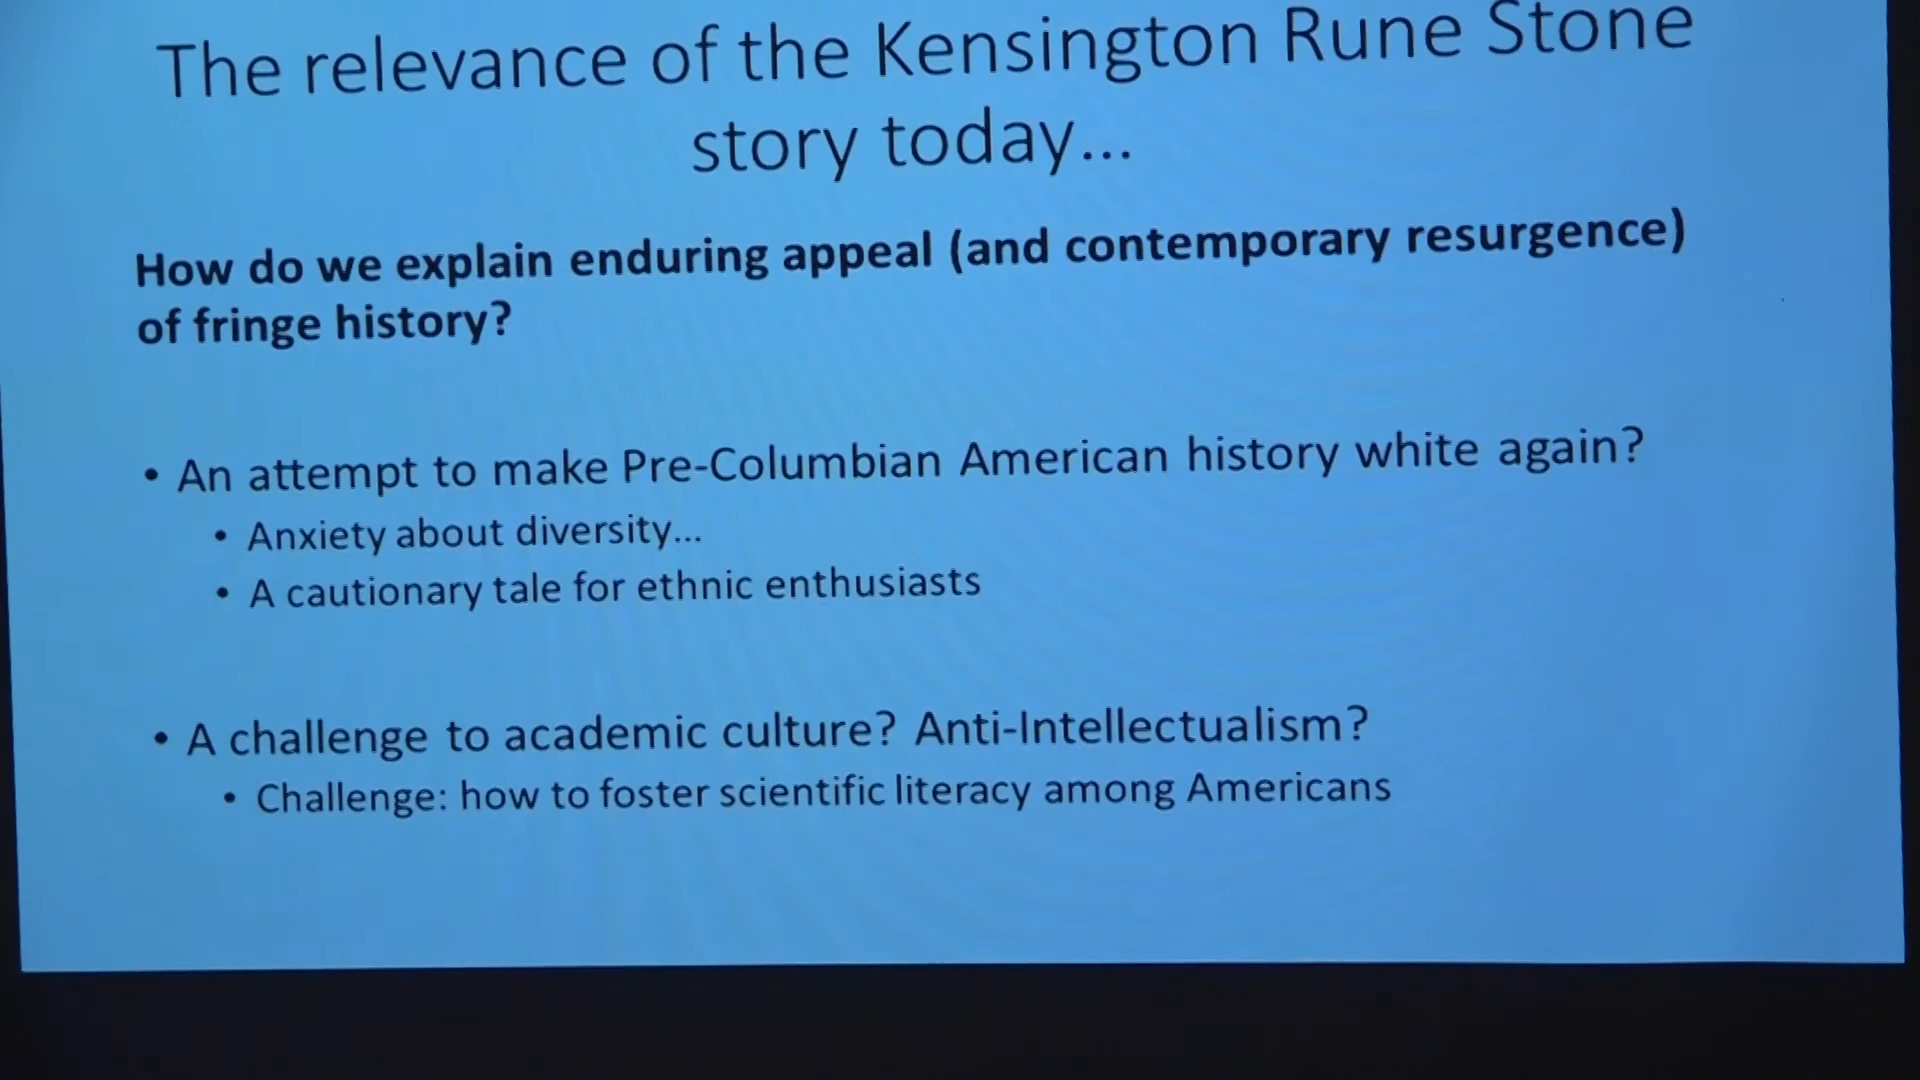 The relevance of the Kensington Rune Stone
story today...
How do we explain enduring appeal (and contemporary resurgence)
of fringe history?
• An attempt to make Pre-Columbian American history white again?
• Anxiety about diversity...
• A cautionary tale for ethnic enthusiasts
• A challenge to academic culture? Anti-Intellectualism?
• Challenge: how to foster scientific literacy among Americans